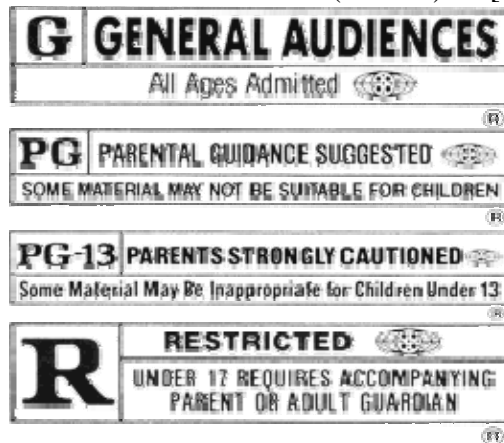 G GENERAL AUDIENCES
All Ages Admitted
®
PG PARENTAL GUIDANCE SUGGESTED
SOME MATERIAL MAY NOT BE SUITABLE FOR CHILDREN
®
PG-13 PARENTS STRONGLY CAUTIONED
Some Material May Be Inappropriate for Children Under 13
®
R RESTRICTED
UNDER 17 REQUIRES ACCOMPANYING
PARENT OR ADULT GUARDIAN
®